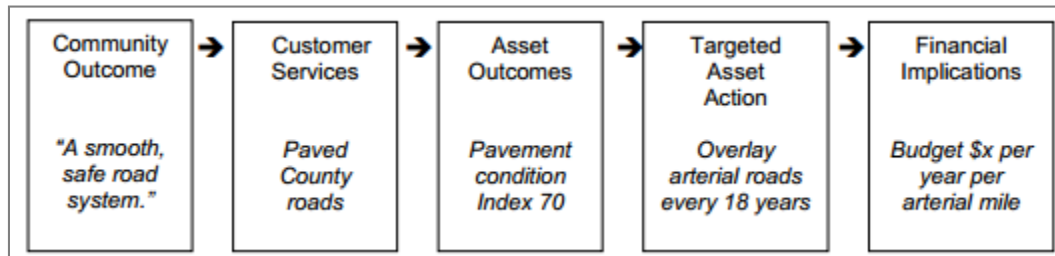 Community
Outcome
"A smooth,
safe road
system."
Customer
Services
Paved
County
roads
Asset
Outcomes
Pavement
condition
Index 70
Targeted
Asset
Action
Overlay
arterial roads
every 18 years
Financial
Implications
Budget $x per
year per
arterial mile